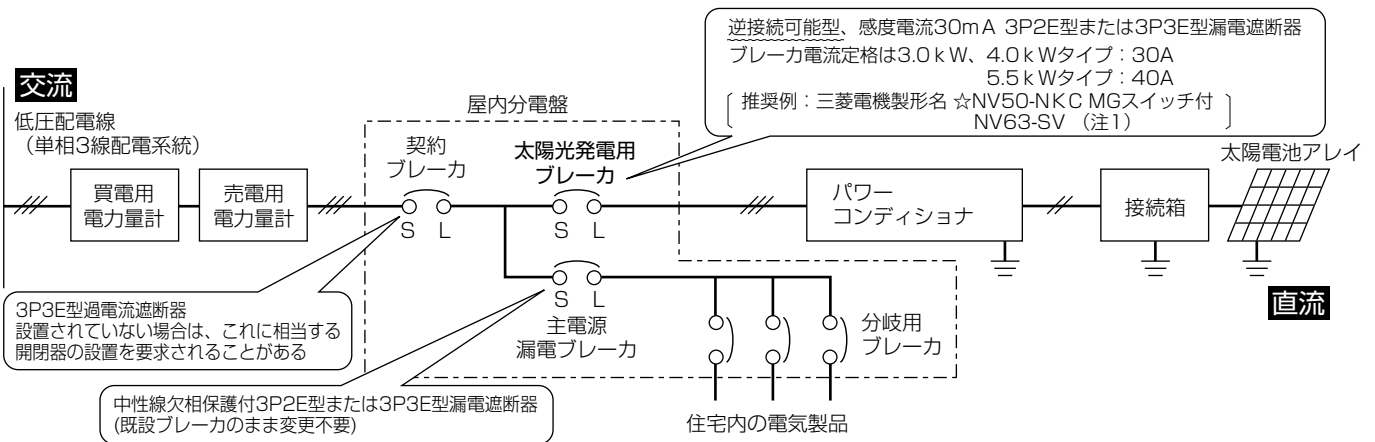 逆接続可能型、感度電流30mA 3P2E型または3P3E型漏電遮断器
ブレーカ電流定格は3.0kW、4.0kWタイプ：30A
5.5kWタイプ：40A
〔 推奨例：三菱電機製形名 ☆NV50-NKC MGスイッチ付 〕
NV63-SV （注1）
交流
低圧配電線
（単相3線配電系統）
屋内分電盤
契約
ブレーカ
太陽光発電用
ブレーカ
太陽電池アレイ
買電用
電力量計
売電用
電力量計
S L
S L
パワー
コンディショナ
接続箱
直流
3P3E型過電流遮断器
設置されていない場合は、これに相当する
開閉器の設置を要求されることがある
S L
主電源
漏電ブレーカ
分岐用
ブレーカ
中性線欠相保護付3P2E型または3P3E型漏電遮断器
(既設ブレーカのまま変更不要)
住宅内の電気製品